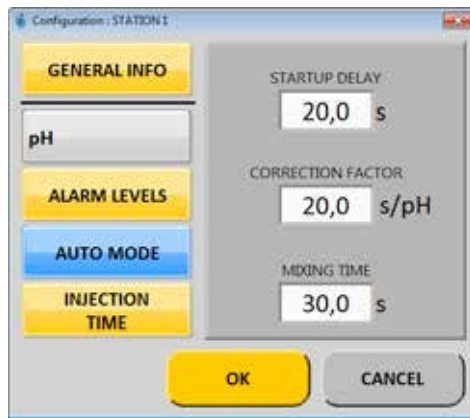 Configuration : STATION 1
GENERAL INFO
pH
ALARM LEVELS
AUTO MODE
INJECTION
TIME
STARTUP DELAY
20,0 s
CORRECTION FACTOR
20,0 s/pH
MIXING TIME
30,0 s
OK
CANCEL